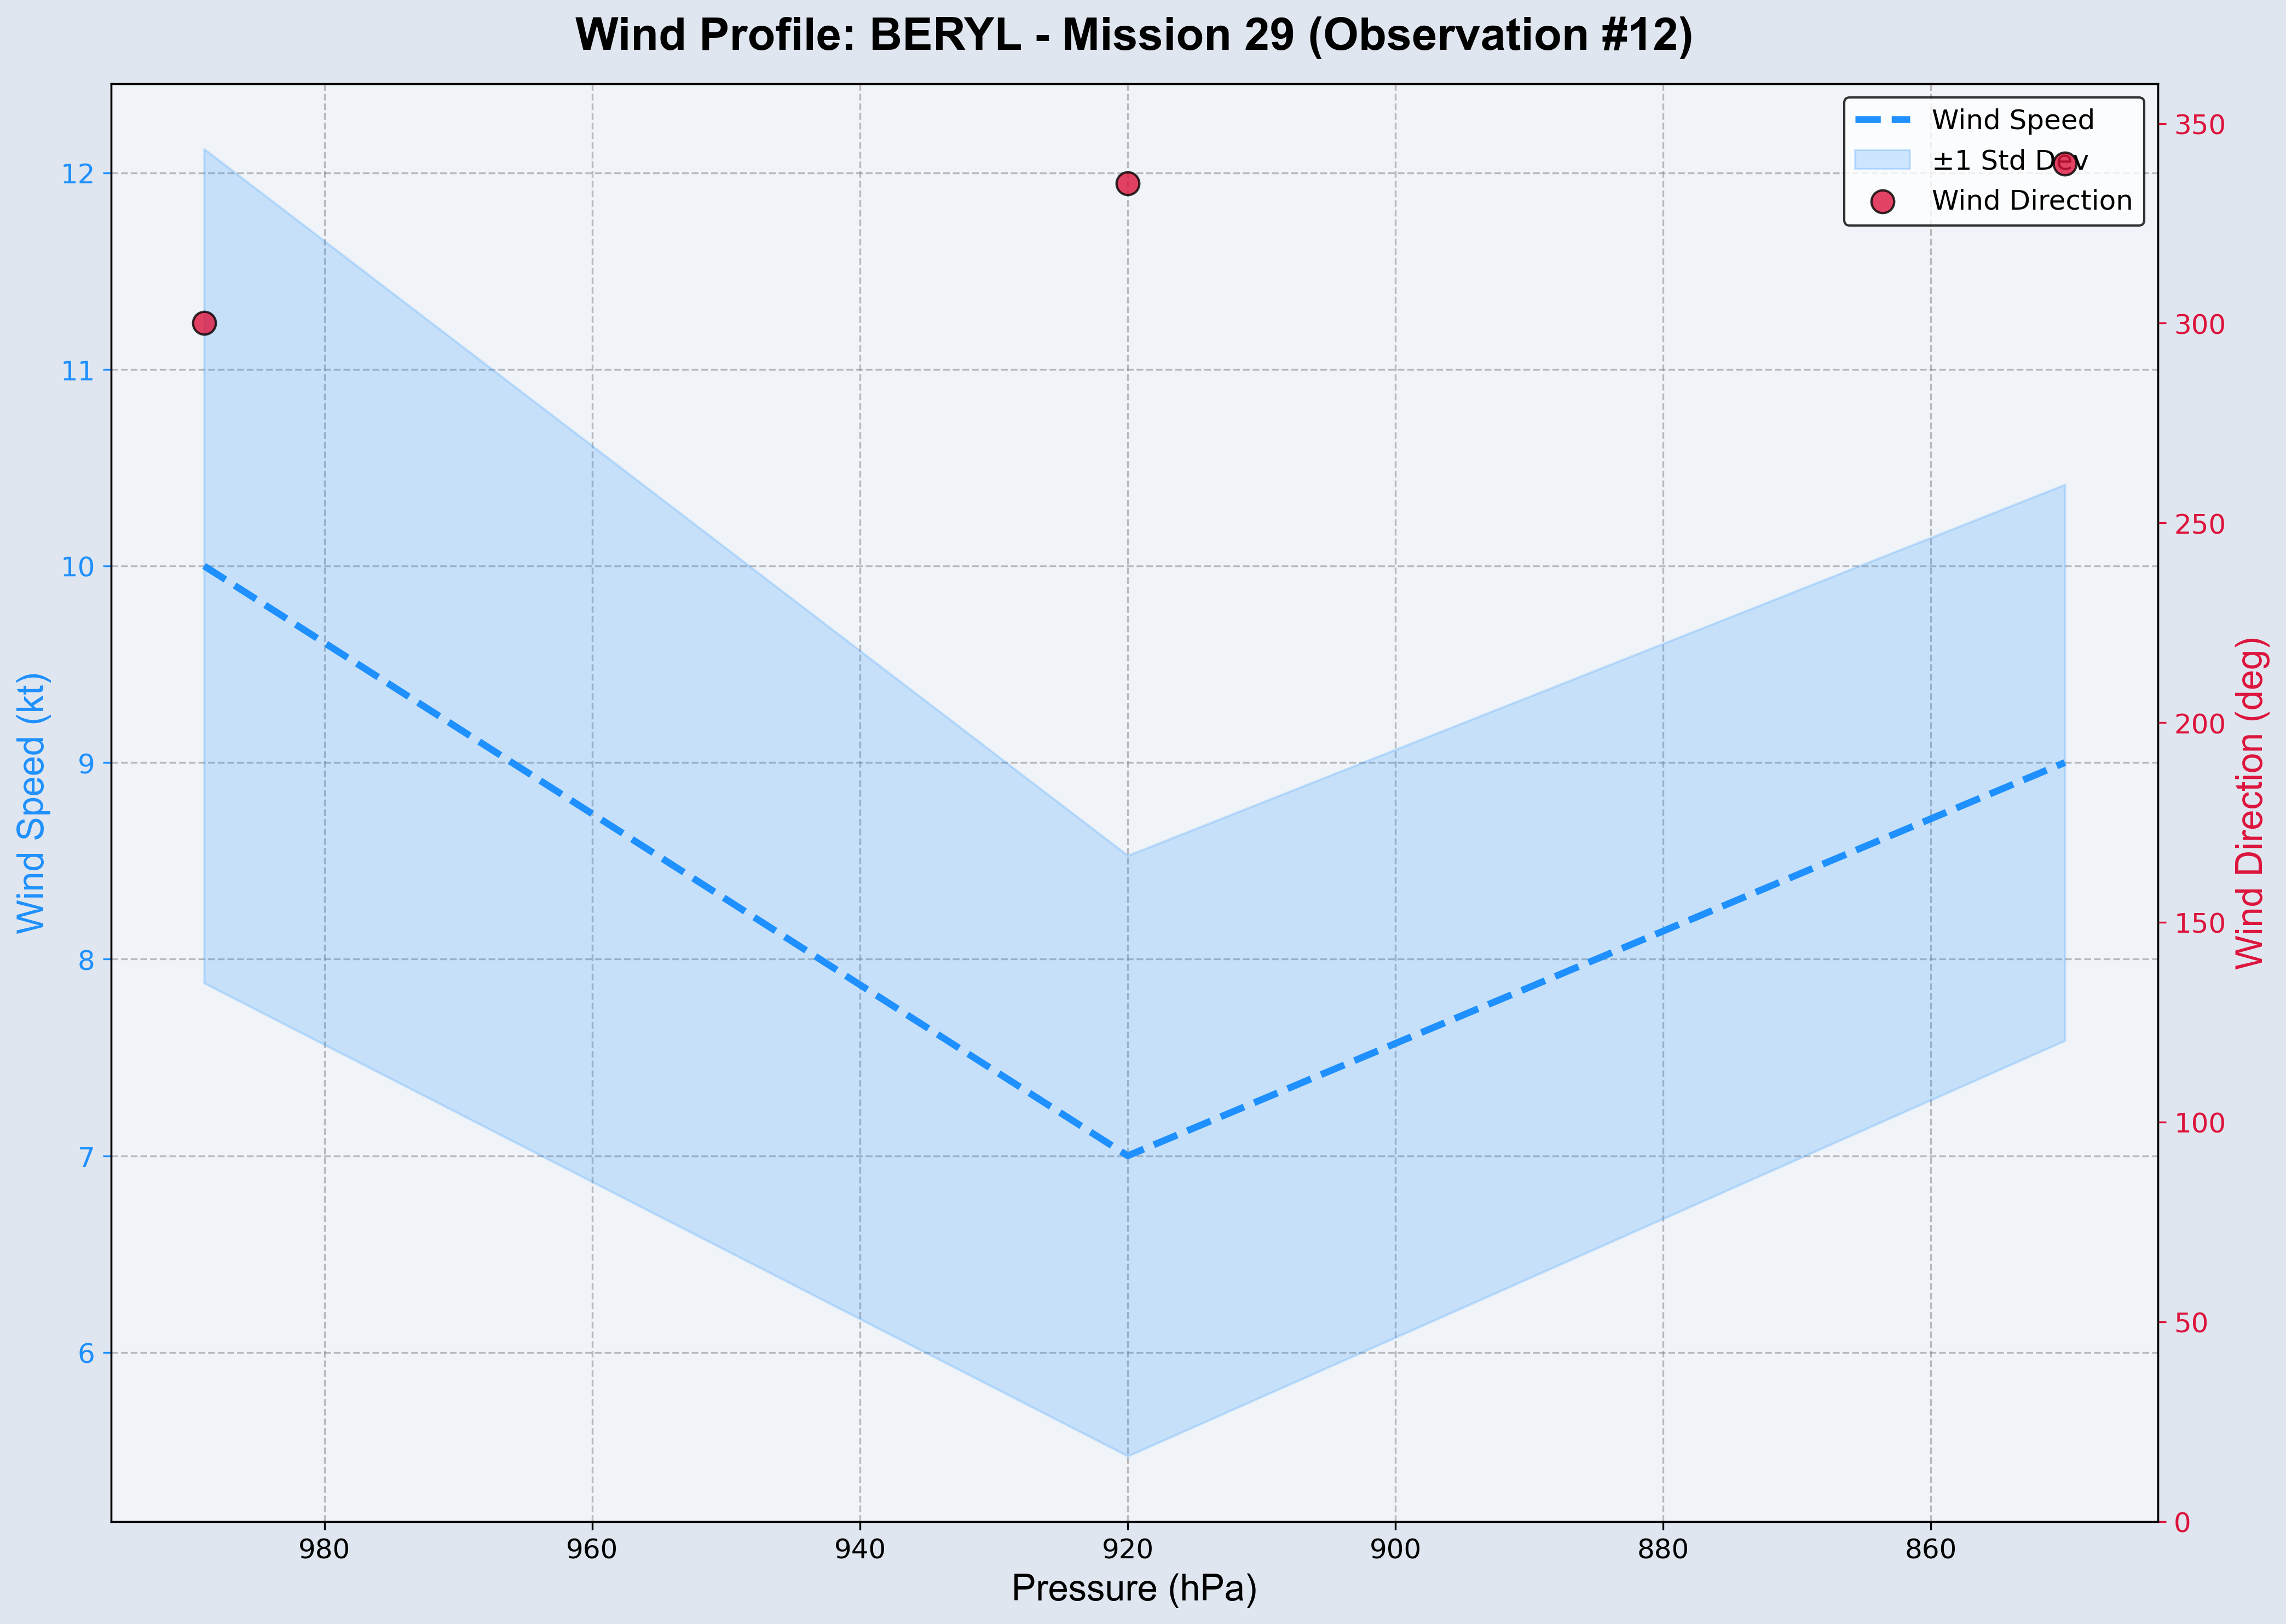 Wind Profile: BERYL - Mission 29 (Observation #12)
Wind Speed
±1 Std Dev
Wind Direction
Wind Speed (kt)
12
11
10
9
8
7
6
350
300
250
200
150
100
50
0
Wind Direction (deg)
980 960 940 920 900 880 860
Pressure (hPa)